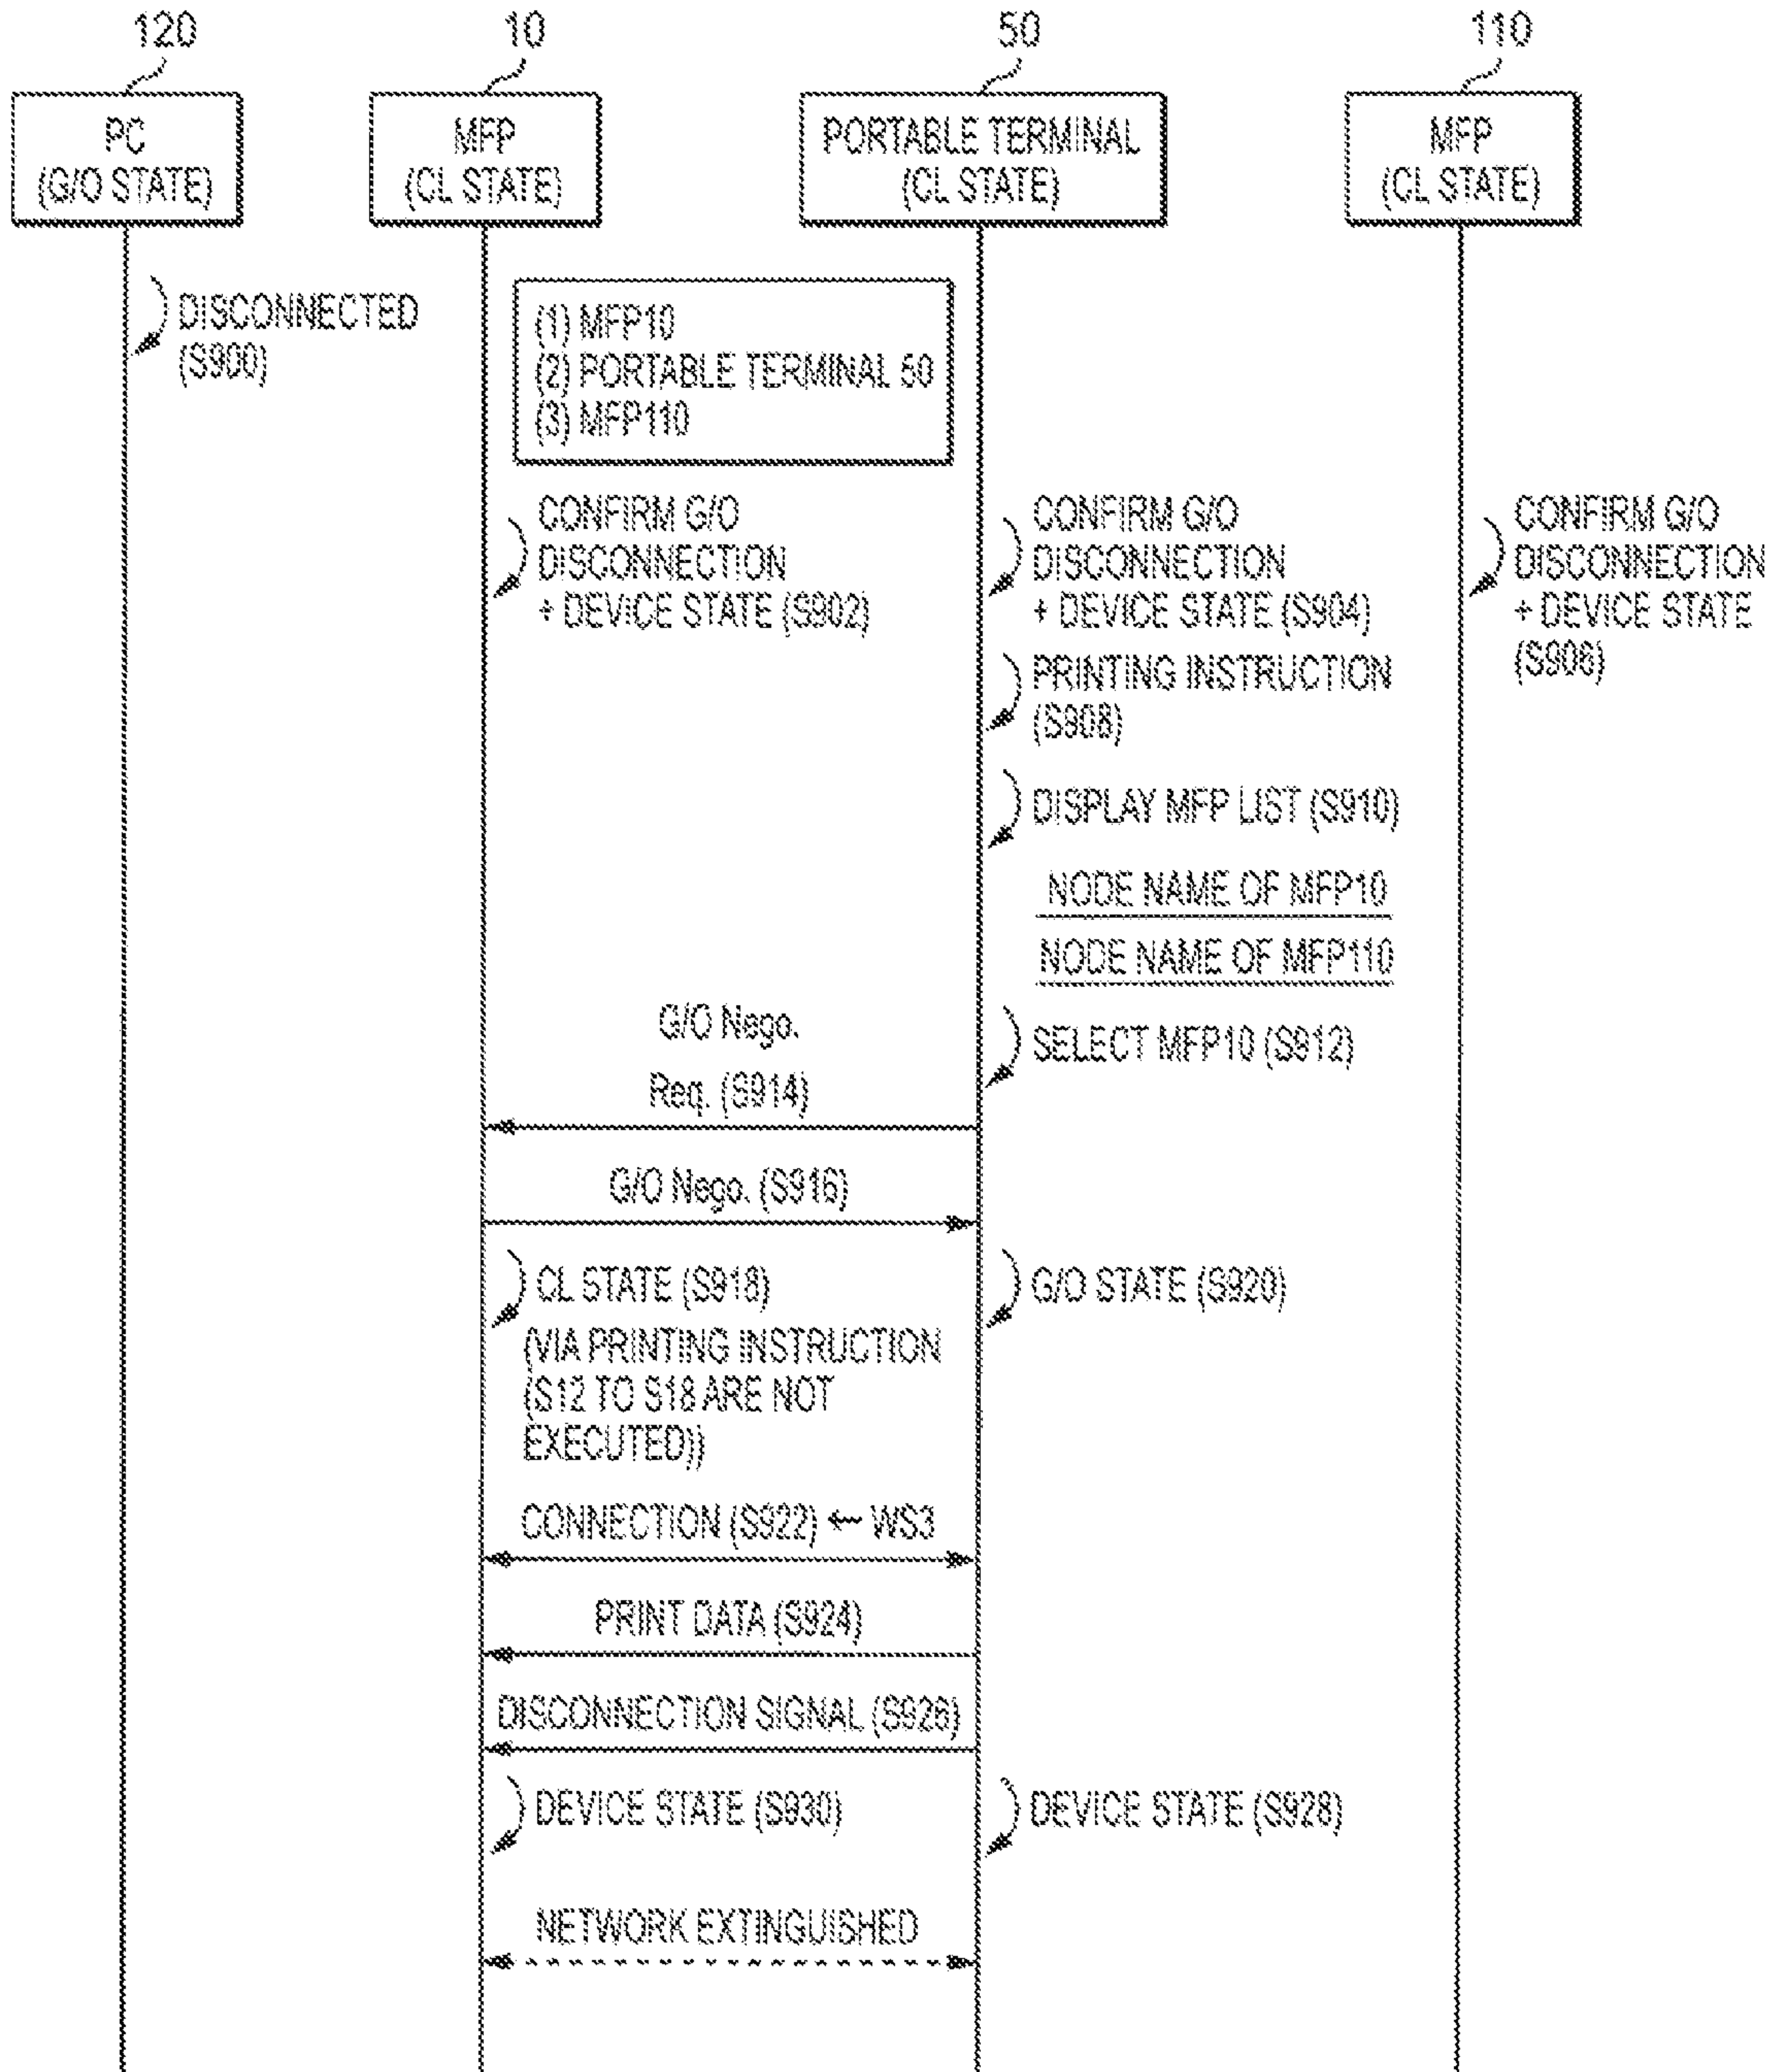 120
10
50
110
PC
(G/O STATE)
MFP
(CL STATE)
PORTABLE TERMINAL
(CL STATE)
MFP
(CL STATE)
DISCONNECTED
(S900)
(1) MFP10
(2) PORTABLE TERMINAL 50
(3) MFP110
CONFIRM G/O
DISCONNECTION
+ DEVICE STATE (S902)
CONFIRM G/O
DISCONNECTION
+ DEVICE STATE (S904)
CONFIRM G/O
DISCONNECTION
+ DEVICE STATE
(S906)
PRINTING INSTRUCTION
(S908)
DISPLAY MFP LIST (S910)
NODE NAME OF MFP10
NODE NAME OF MFP110
SELECT MFP10 (S912)
G/O Nego.
Req. (S914)
G/O Nego. (S916)
CL STATE (S918)
(VIA PRINTING INSTRUCTION
(S12 TO S18 ARE NOT
EXECUTED))
G/O STATE (S920)
CONNECTION (S922) ← WS3
PRINT DATA (S924)
DISCONNECTION SIGNAL (S926)
DEVICE STATE (S930)
DEVICE STATE (S928)
NETWORK EXTINGUISHED